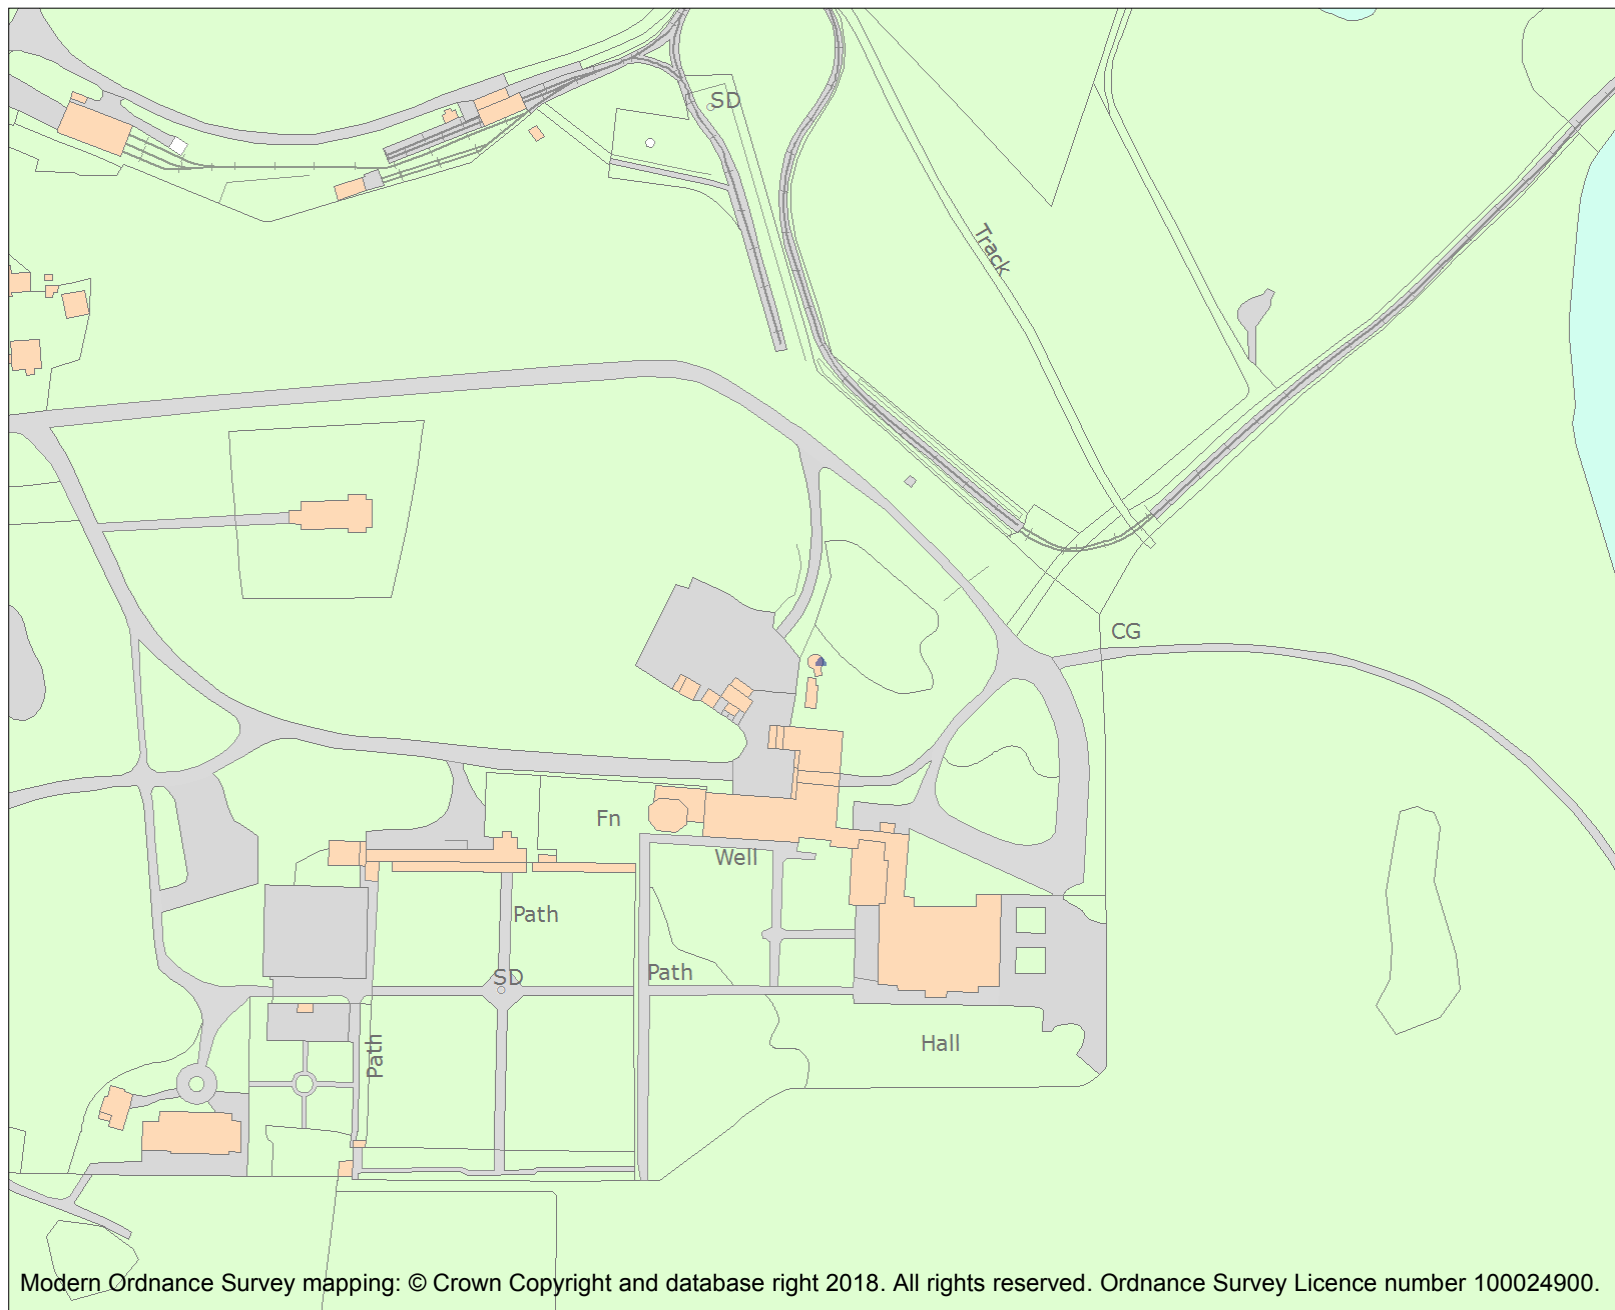 SD
Track
CG
Fn
Well
Path
SD
Path
Hall
Path
Modern Ordnance Survey mapping: © Crown Copyright and database right 2018. All rights reserved. Ordnance Survey Licence number 100024900.